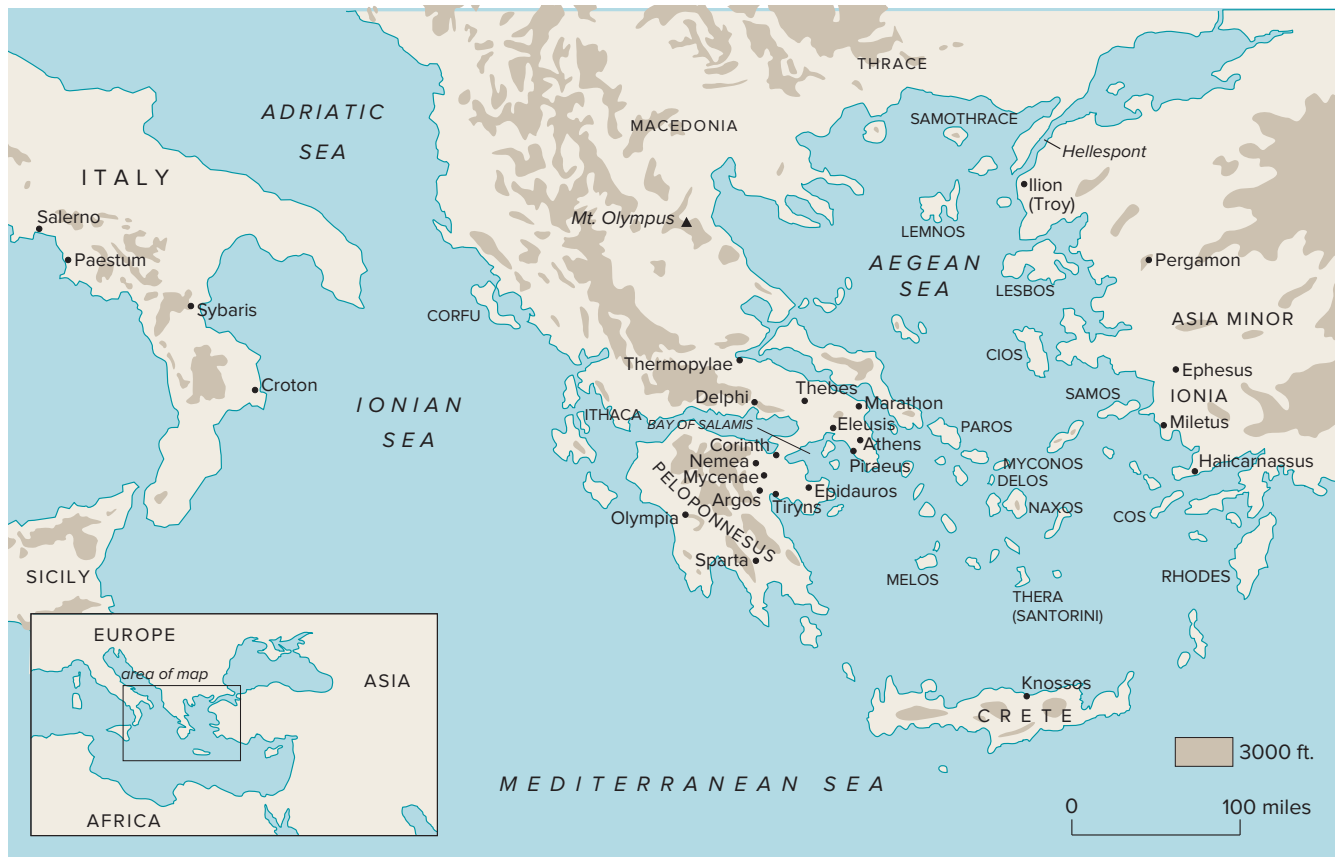 THRACE
ADRIATIC
SEA
SAMOTHRACE
MACEDONIA
Hellespont
ITALY
Ilion
(Troy)
Salerno
Mt. Olympus
LEMNOS
Paestum
AEGEAN
SEA
Pergamon
LESBOS
Sybaris
CORFU
ASIA MINOR
CIOS
Thermopylae
Ephesus
Croton
Thebes
SAMOS
IONIA
Delphi
Marathon
IONIAN
SEA
ITHACA
BAY OF SALAMIS
Eleusis
PAROS
Miletus
Corinth
Athens
Nemea
Piraeus
MYCONOS
Halicarnassus
Mycenae
DELOS
Argos
Epidauros
Tiryns
NAXOS
COS
Olympia
PELOPONNESUS
Sparta
SICILY
MELOS
RHODES
THERA
(SANTORINI)
EUROPE
area of map
ASIA
AFRICA
Knossos
CRETE
3000 ft.
MEDITERRANEAN SEA
0 100 miles